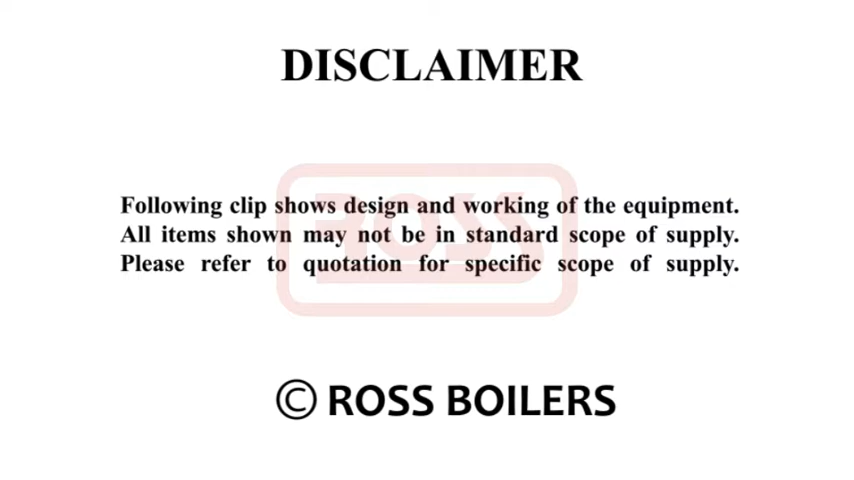 DISCLAIMER
Following clip shows design and working of the equipment.
All items shown may not be in standard scope of supply.
Please refer to quotation for specific scope of supply.
ROSS
© ROSS BOILERS